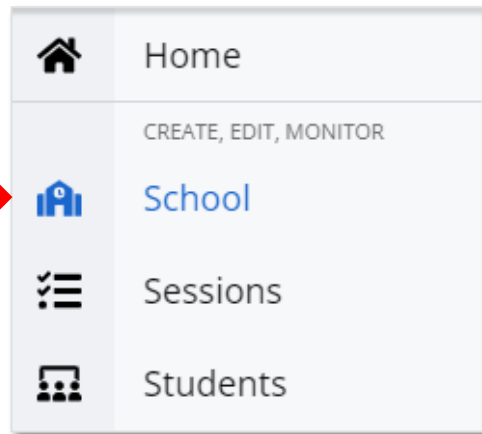 Home
CREATE, EDIT, MONITOR
School
Sessions
Students